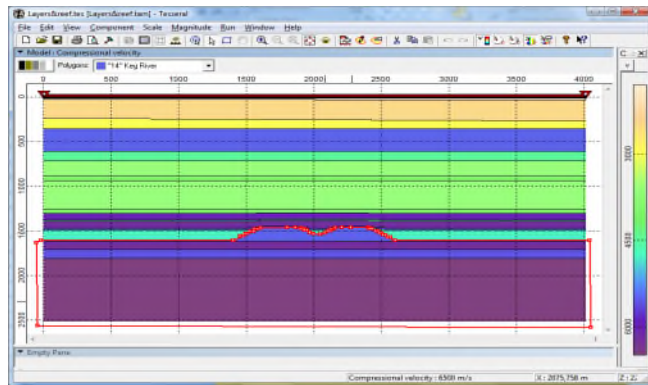 Layers&reef.tes [Layers&reef.tam] - Tesseral
File Edit View Component Scale Magnitude Run Window Help
Model: Compressional velocity
Polygons: "14" Key River
0 500 1000 1500 2000 2500 3000 3500 4000
0
500
1000
1500
2000
2500
3000
4500
6000
Empty Pane
Compressional velocity : 6500 m/s
X: 2075,758 m